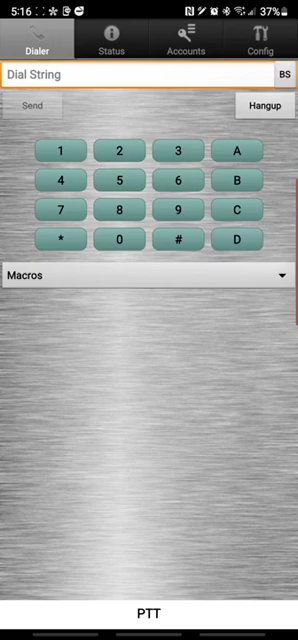 5:16 37%
Dialer Status Accounts Config
Dial String BS
Send Hangup
1 2 3 A
4 5 6 B
7 8 9 C
* 0 # D
Macros
PTT